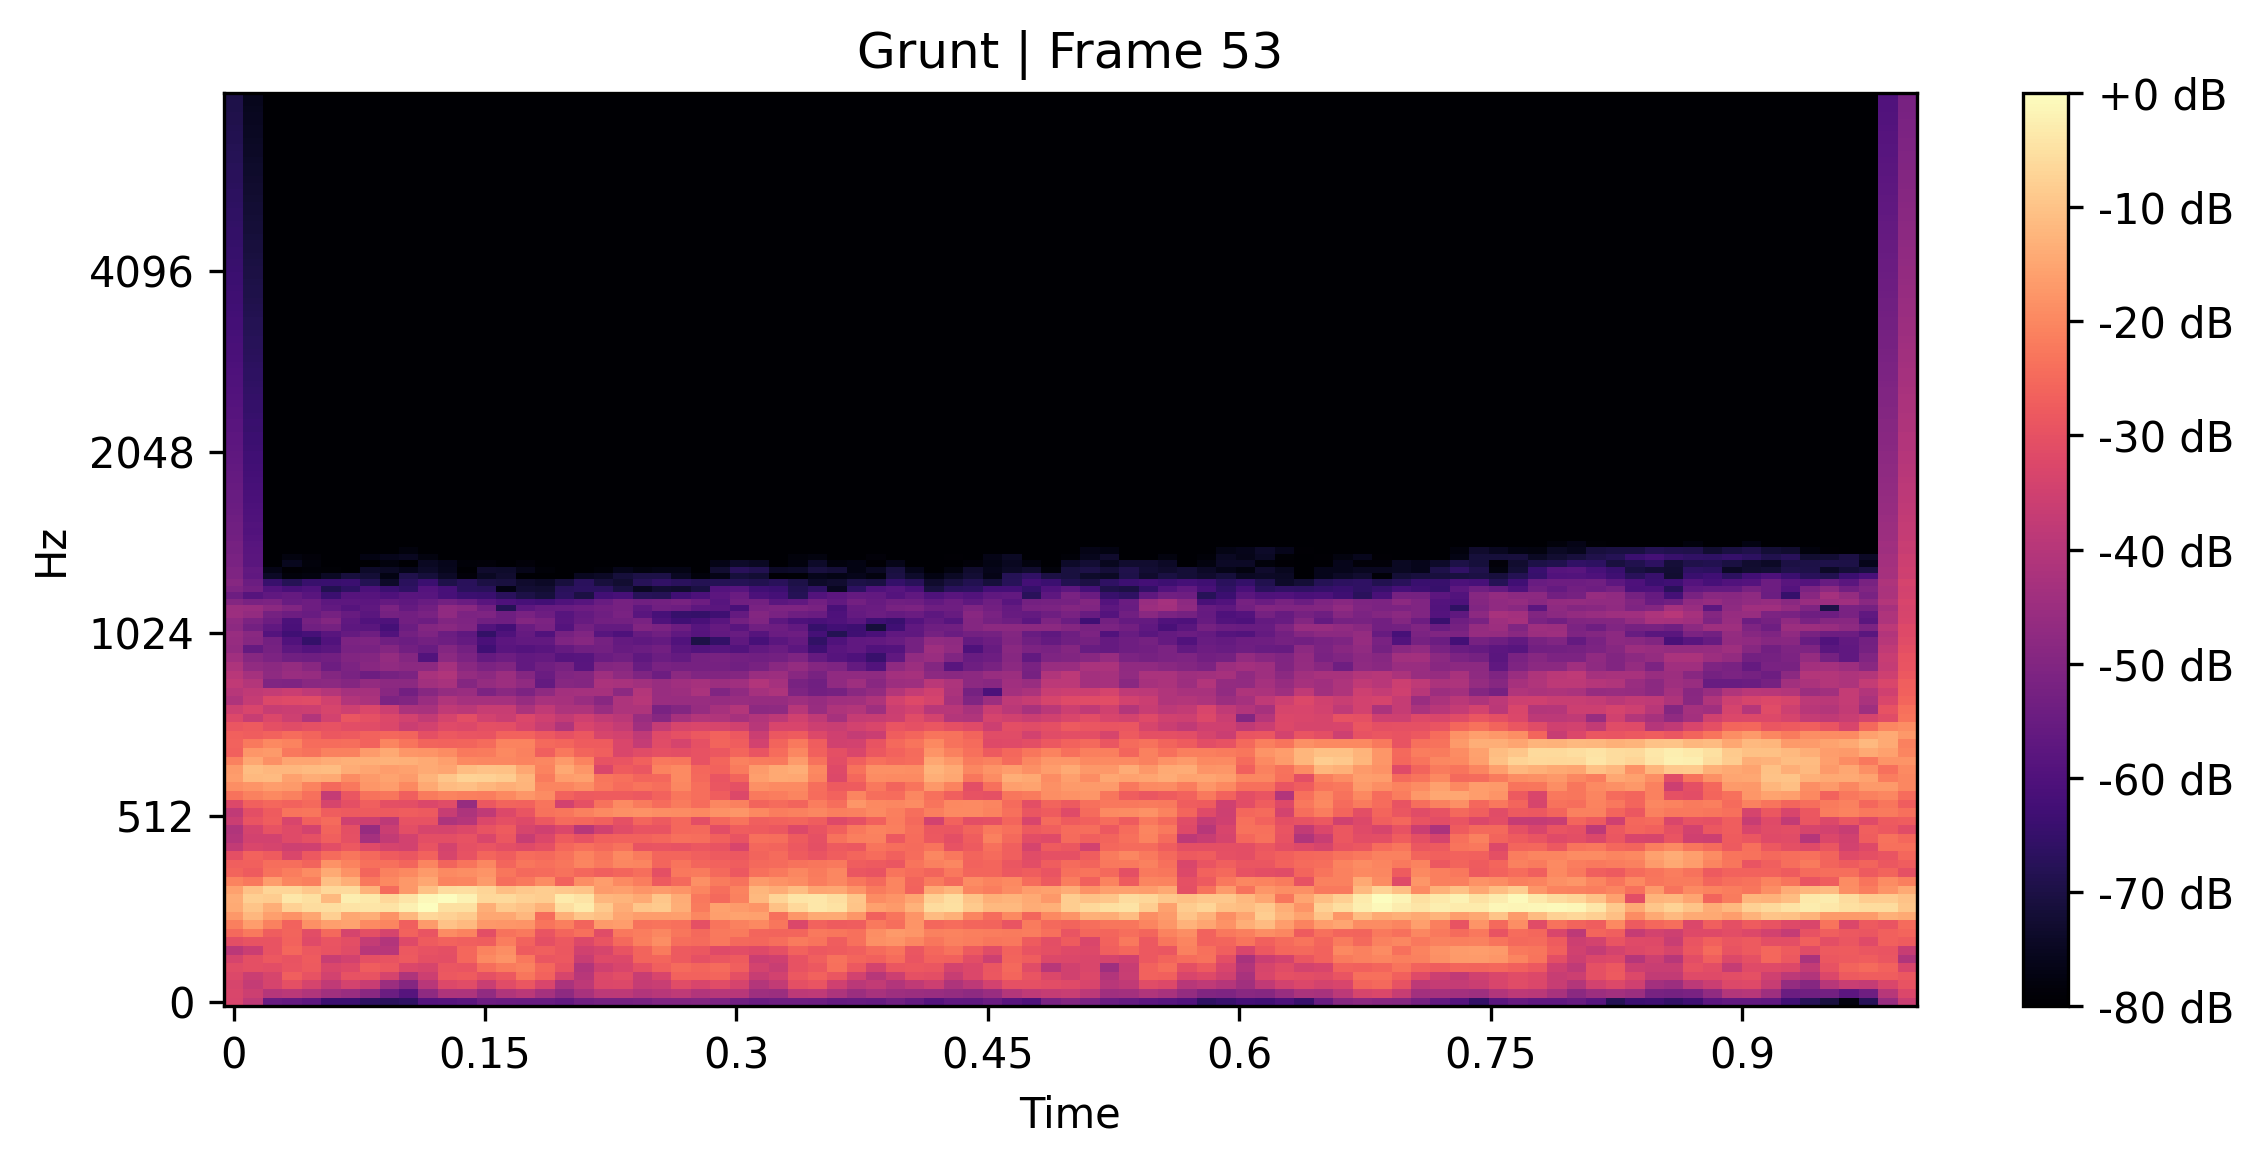 Grunt | Frame 53
Hz
4096
2048
1024
512
0
0 0.15 0.3 0.45 0.6 0.75 0.9
Time
+0 dB
-10 dB
-20 dB
-30 dB
-40 dB
-50 dB
-60 dB
-70 dB
-80 dB